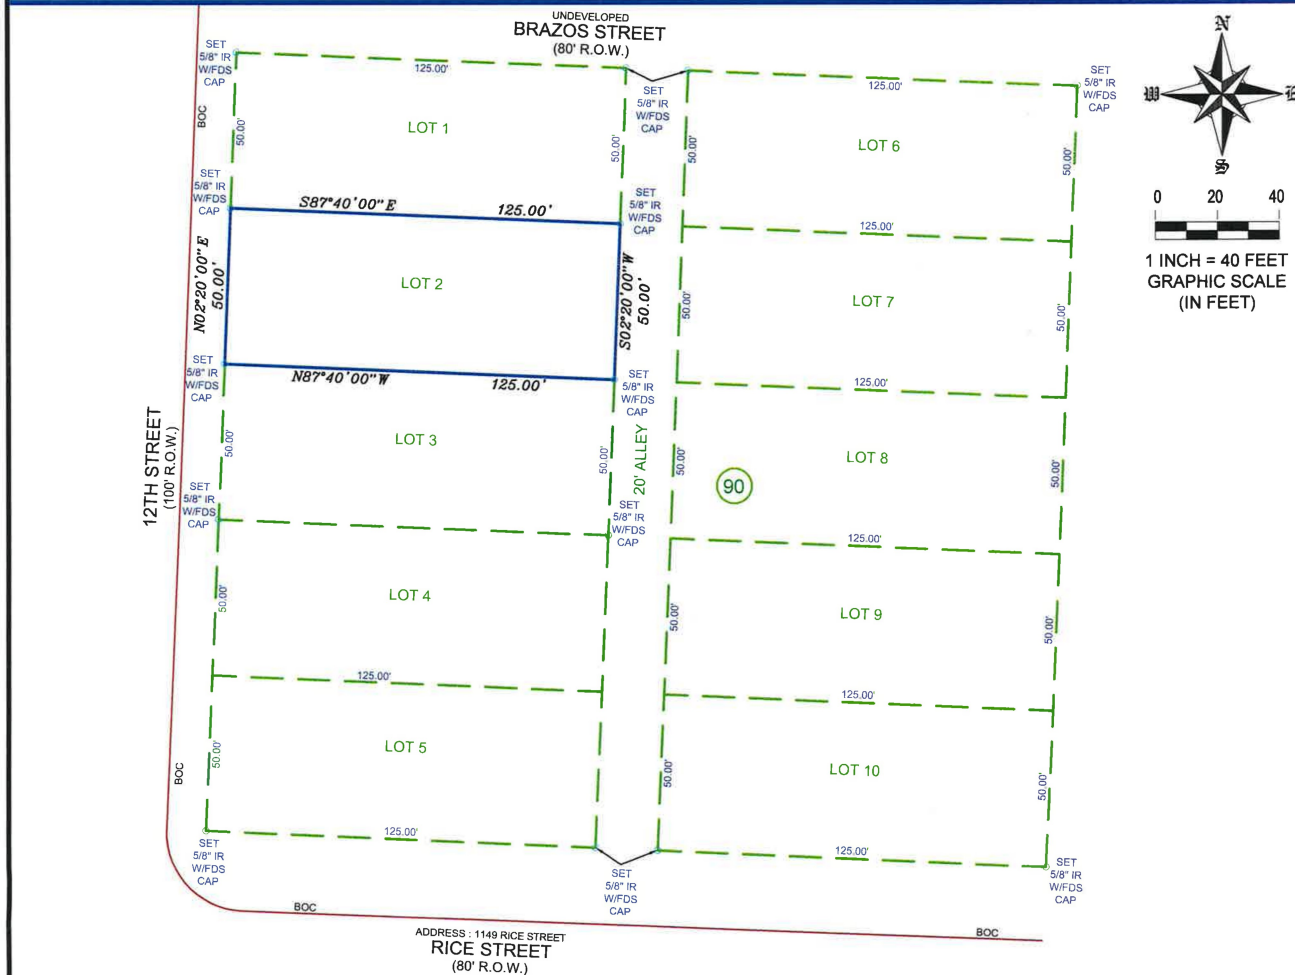 UNDEVELOPED
BRAZOS STREET
(80' R.O.W.)
N
W
E
S
0 20 40
1 INCH = 40 FEET
GRAPHIC SCALE
(IN FEET)
SET
5/8" IR
W/FDS
CAP
125.00'
SET
5/8" IR
W/FDS
CAP
125.00'
SET
5/8" IR
W/FDS
CAP
BOC
50.00'
LOT 1
50.00'
50.00'
LOT 6
50.00'
SET
5/8" IR
W/FDS
CAP
S87°40'00"E 125.00'
SET
5/8" IR
W/FDS
CAP
125.00'
N02°20'00"E
50.00'
LOT 2
S02°20'00"W
50.00'
50.00'
LOT 7
50.00'
SET
5/8" IR
W/FDS
CAP
N87°40'00"W 125.00'
SET
5/8" IR
W/FDS
CAP
125.00'
12TH STREET
(100' R.O.W.)
50.00'
LOT 3
50.00'
20' ALLEY
50.00'
90
LOT 8
50.00'
SET
5/8" IR
W/FDS
CAP
SET
5/8" IR
W/FDS
CAP
125.00'
50.00'
LOT 4
50.00'
LOT 9
50.00'
125.00'
125.00'
BOC
50.00'
LOT 5
50.00'
LOT 10
50.00'
125.00'
125.00'
SET
5/8" IR
W/FDS
CAP
SET
5/8" IR
W/FDS
CAP
SET
5/8" IR
W/FDS
CAP
BOC
BOC
ADDRESS : 1149 RICE STREET
RICE STREET
(80' R.O.W.)